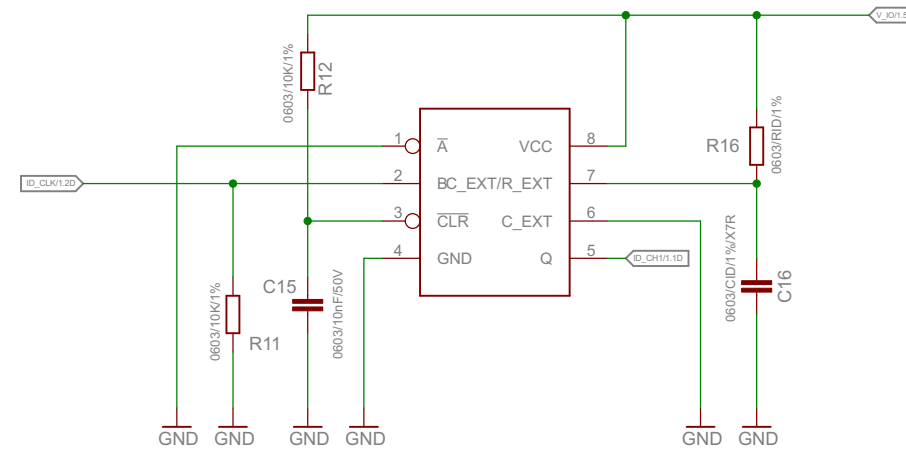 V_IO/1.5
0603/10K/1%
R12
1
A
VCC
8
R16
0603/RID/1%
ID_CLK/1.2D
2
BC_EXT/R_EXT
7
3
CLR
C_EXT
6
4
GND
Q
5
ID_CH1/1.1D
0603/10K/1%
R11
C15
0603/10nF/50V
0603/CID/1%/X7R
C16
GND
GND
GND
GND
GND
GND